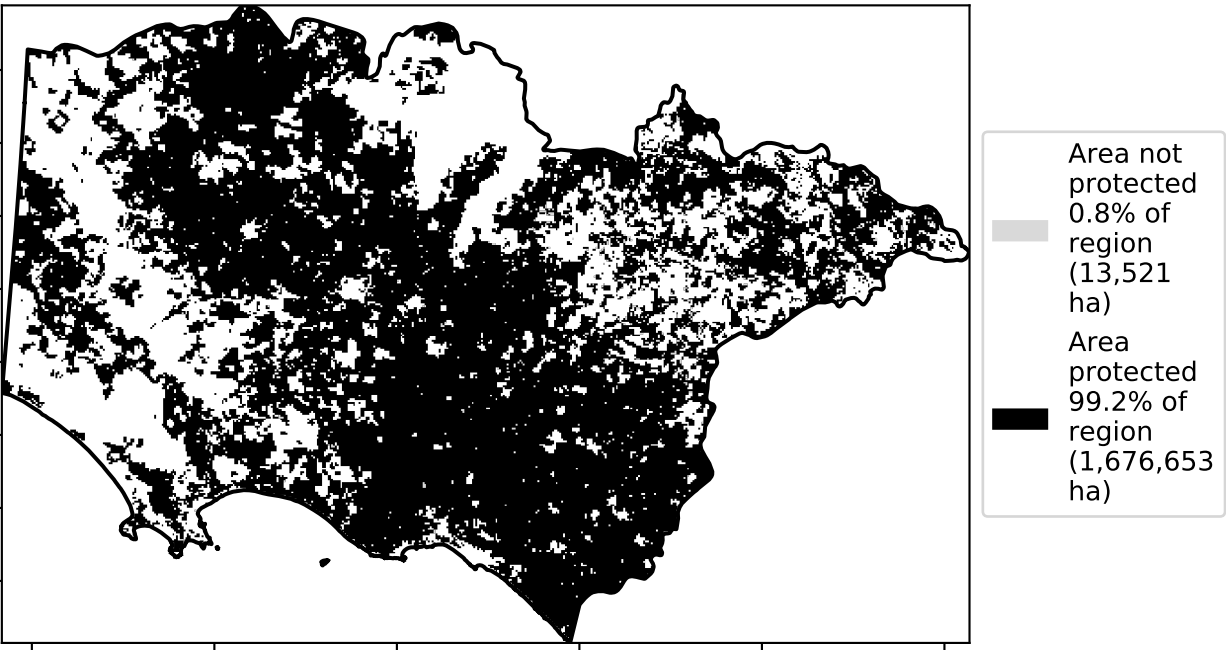 Area not
protected
0.8% of
region
(13,521
ha)
Area
protected
99.2% of
region
(1,676,653
ha)